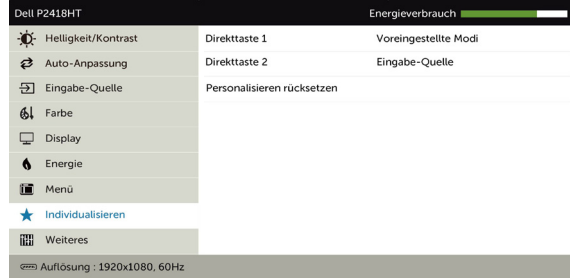 Dell P2418HT Energieverbrauch
Helligkeit/Kontrast Direkttaste 1 Voreingestellte Modi
Auto-Anpassung Direkttaste 2 Eingabe-Quelle
Eingabe-Quelle Personalisieren rücksetzen
Farbe
Display
Energie
Menü
Individualisieren
Weiteres
Auflösung : 1920x1080, 60Hz